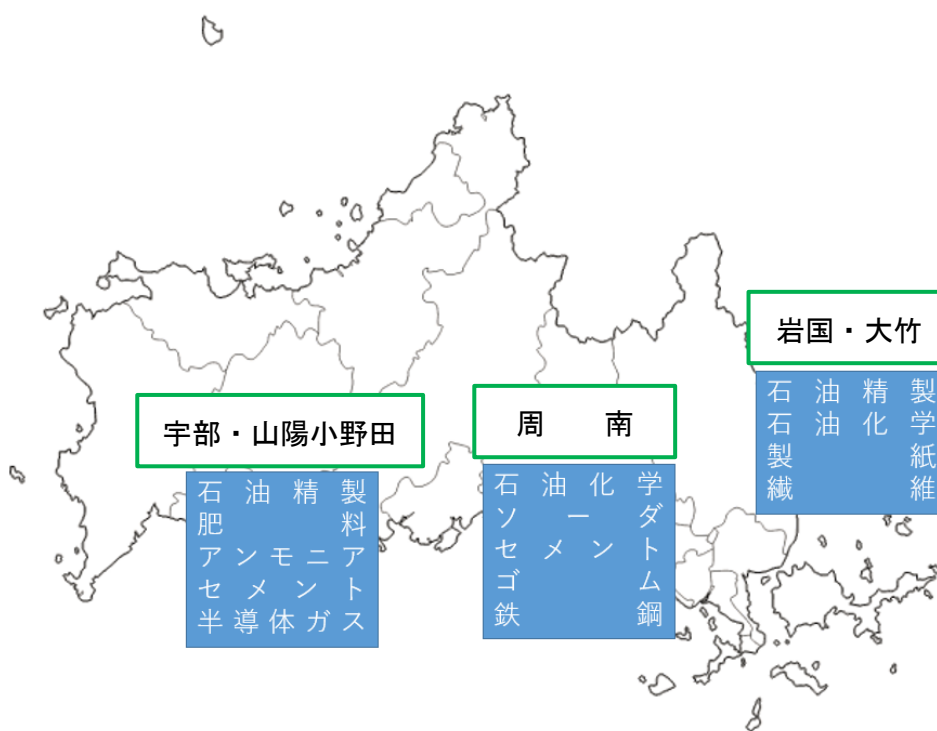 宇部・山陽小野田
石油精製
肥料
アンモニア
セメント
半導体ガス
周南
石油化学
ソーダ
セメント
ゴム
鉄鋼
岩国・大竹
石油精製
石油化学
製紙
繊維